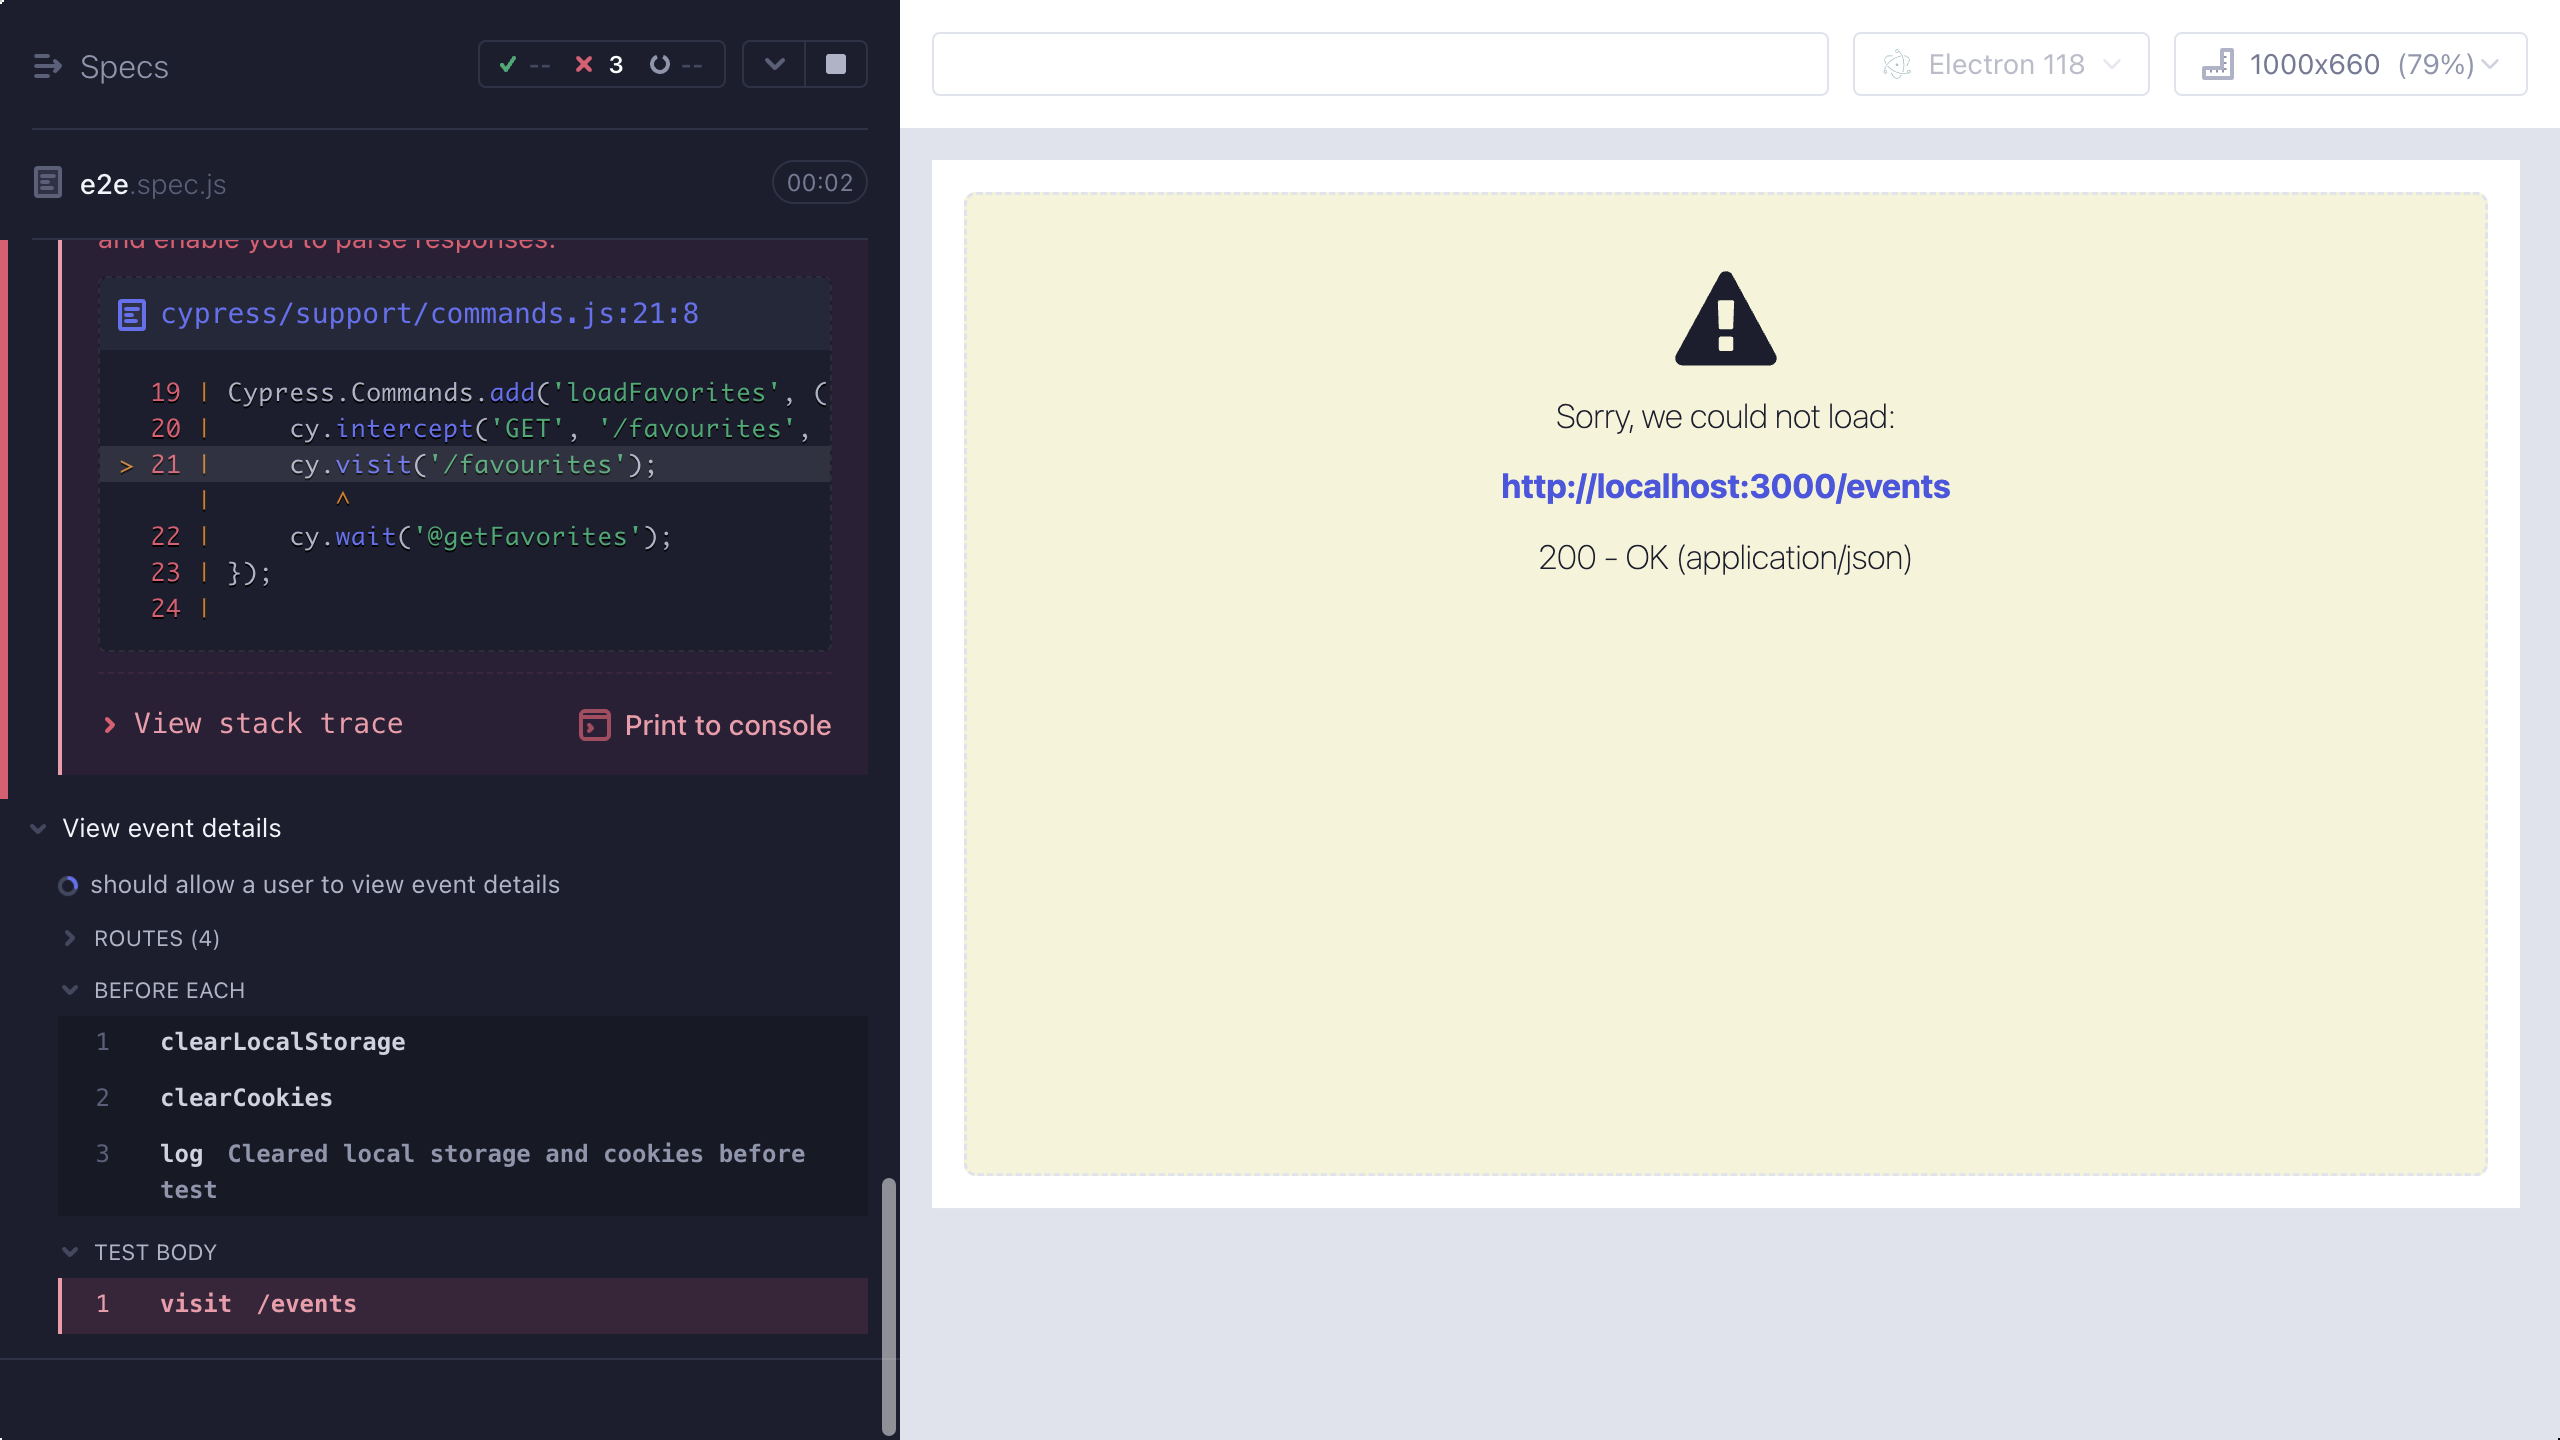 Specs
-- 3 --
e2e.spec.js 00:02
and enable you to parse responses.
cypress/support/commands.js:21:8
19 | Cypress.Commands.add('loadFavorites', (
20 | cy.intercept('GET', '/favourites',
> 21 | cy.visit('/favourites');
| ^
22 | cy.wait('@getFavorites');
23 | });
24 |
View stack trace
Print to console
View event details
should allow a user to view event details
ROUTES (4)
BEFORE EACH
1 clearLocalStorage
2 clearCookies
3 log Cleared local storage and cookies before
test
TEST BODY
1 visit /events
Electron 118
1000x660 (79%)
Sorry, we could not load:
http://localhost:3000/events
200 - OK (application/json)